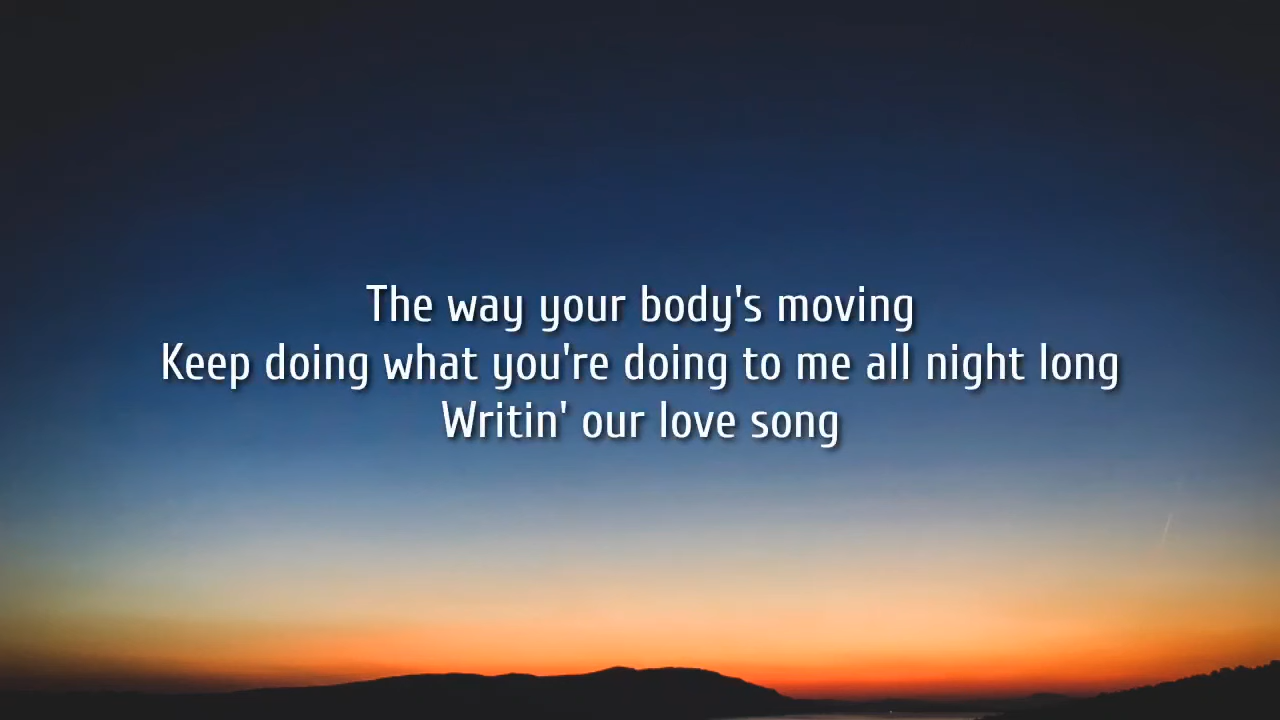 The way your body's moving
Keep doing what you're doing to me all night long
Writin' our love song